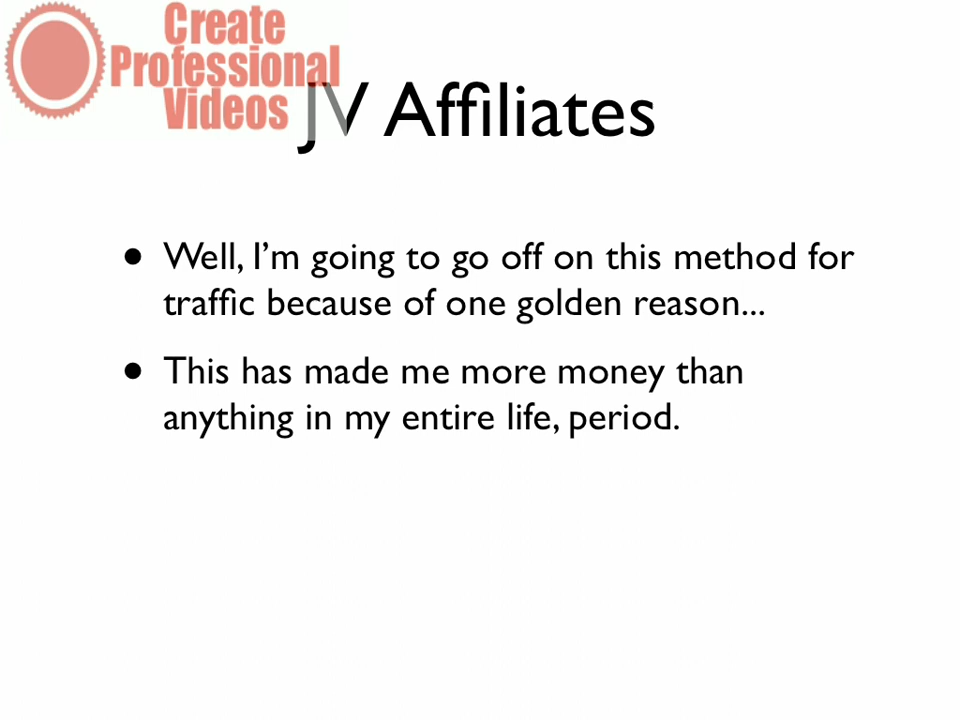 Create
Professional
Videos
JV Affiliates
• Well, I’m going to go off on this method for
traffic because of one golden reason...
• This has made me more money than
anything in my entire life, period.